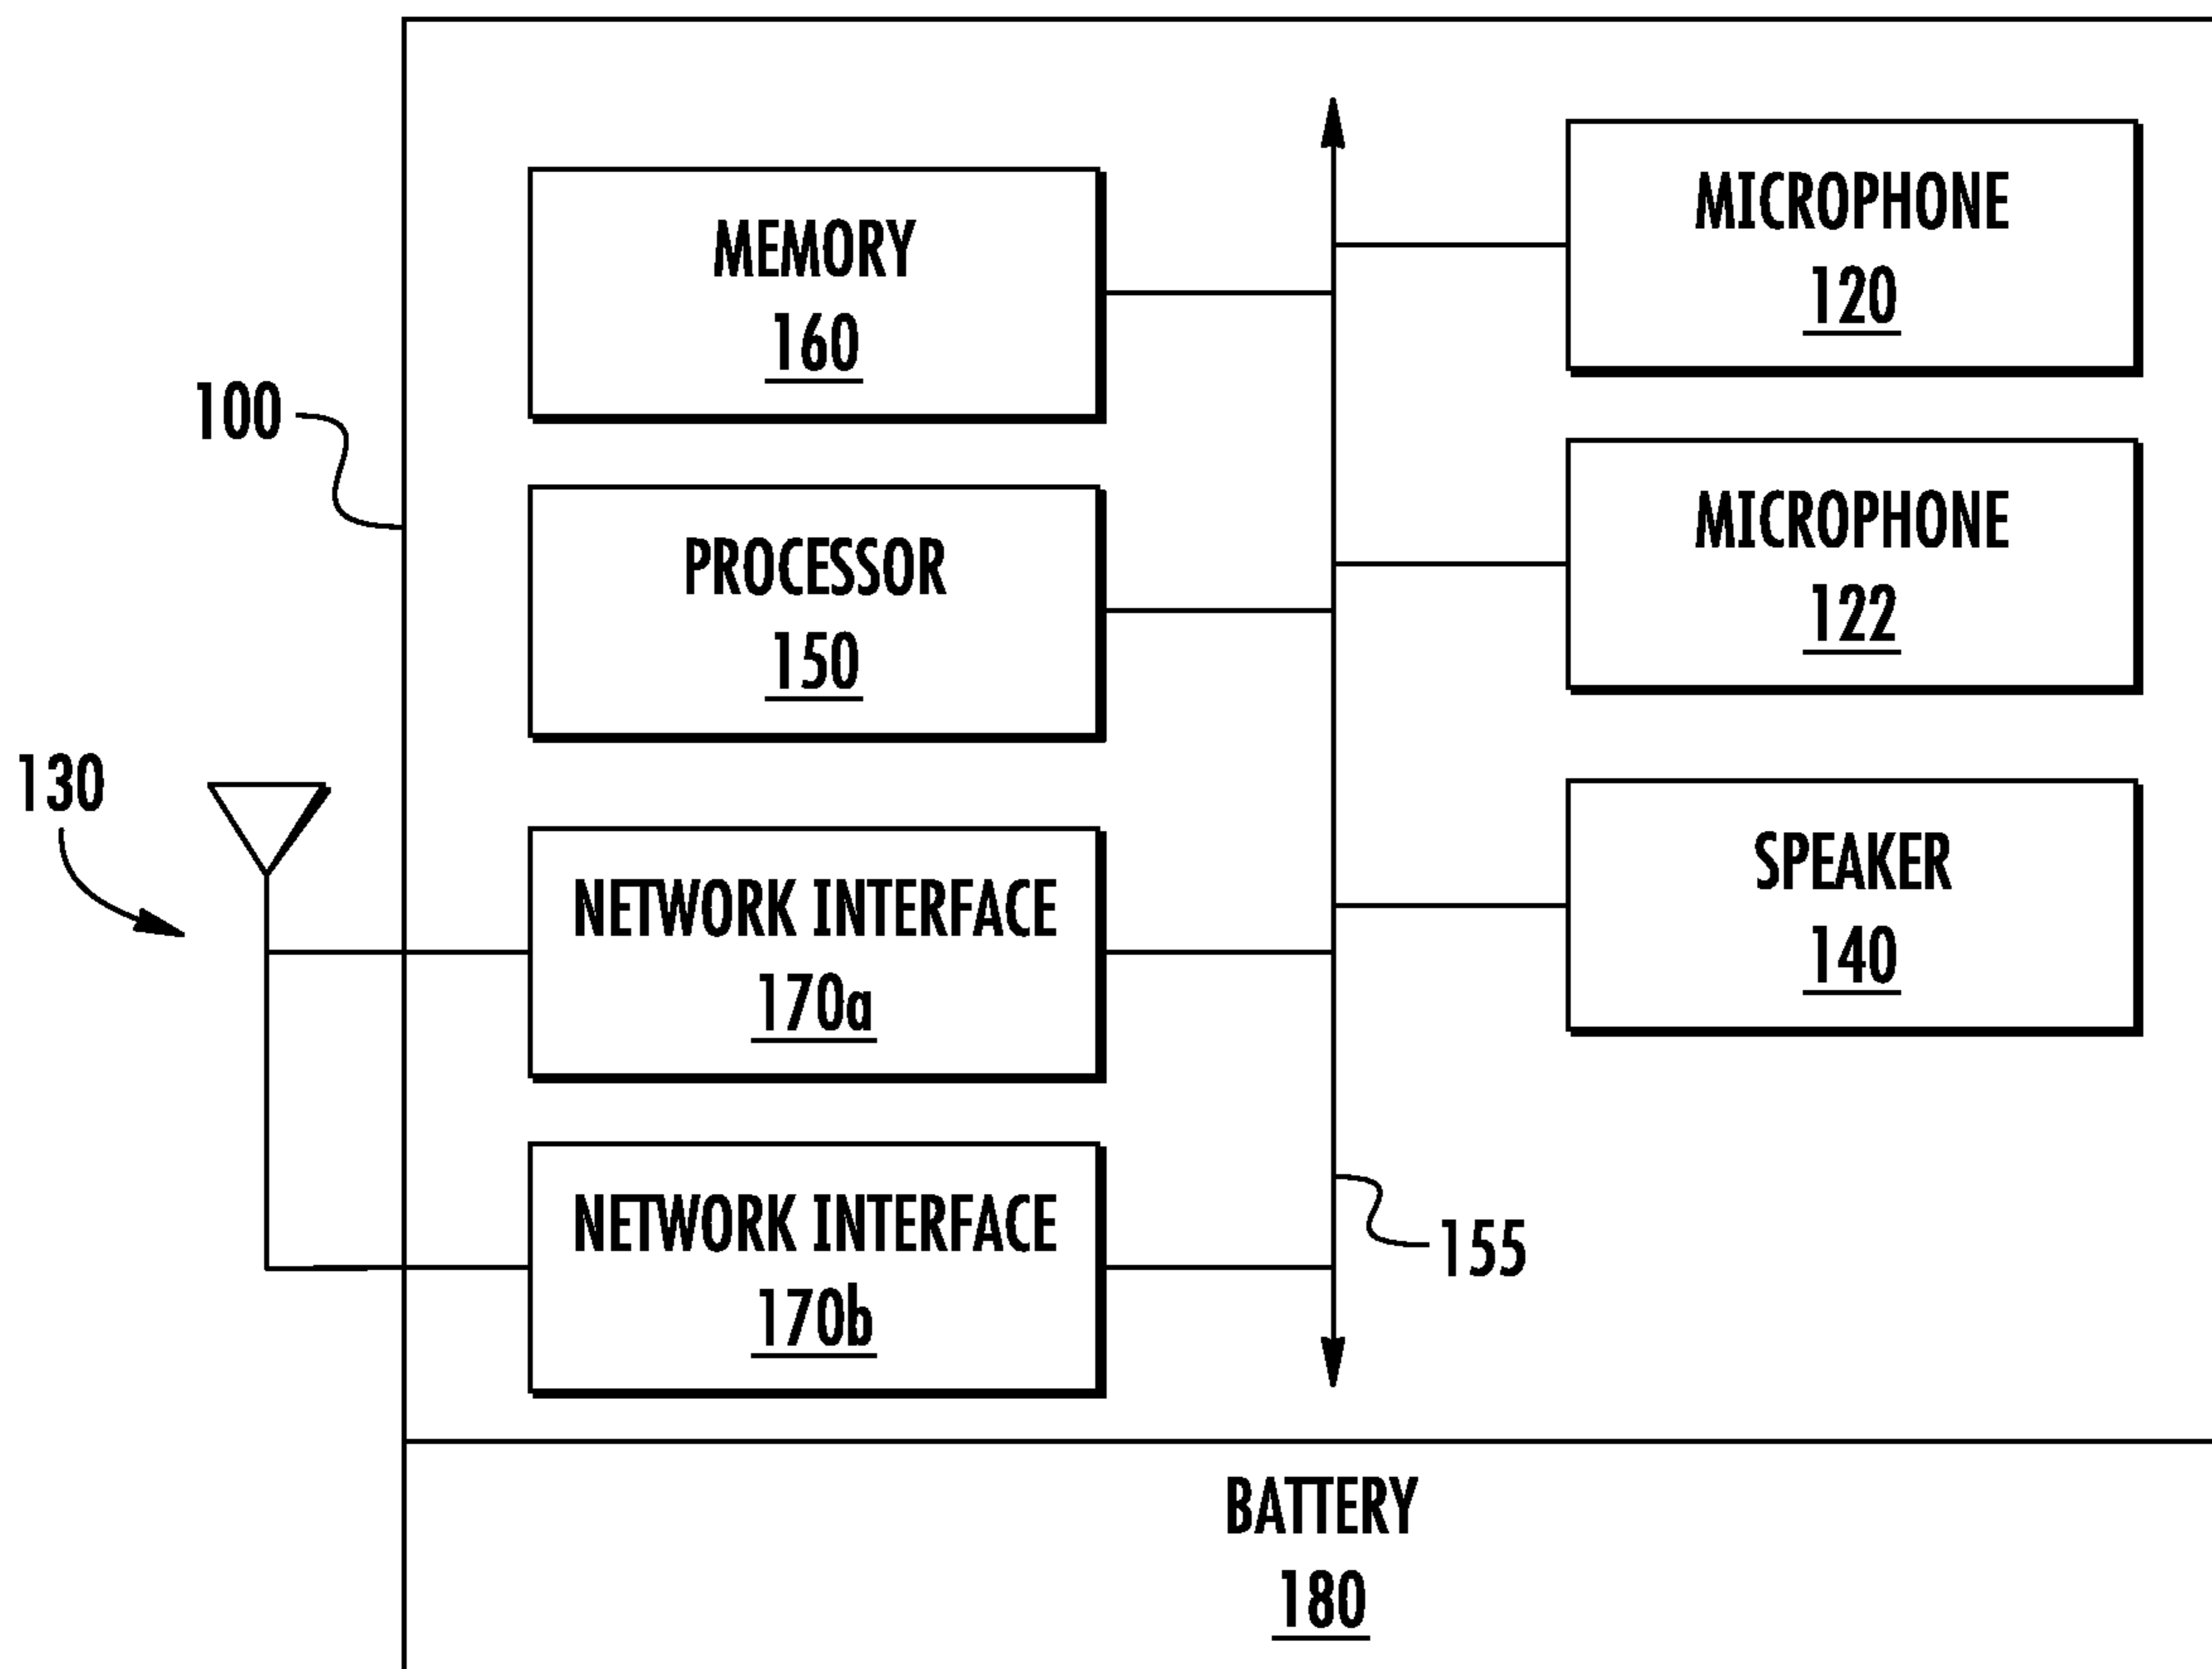 MEMORY
160
PROCESSOR
150
NETWORK INTERFACE
170a
NETWORK INTERFACE
170b
MICROPHONE
120
MICROPHONE
122
SPEAKER
140
100
130
155
BATTERY
180